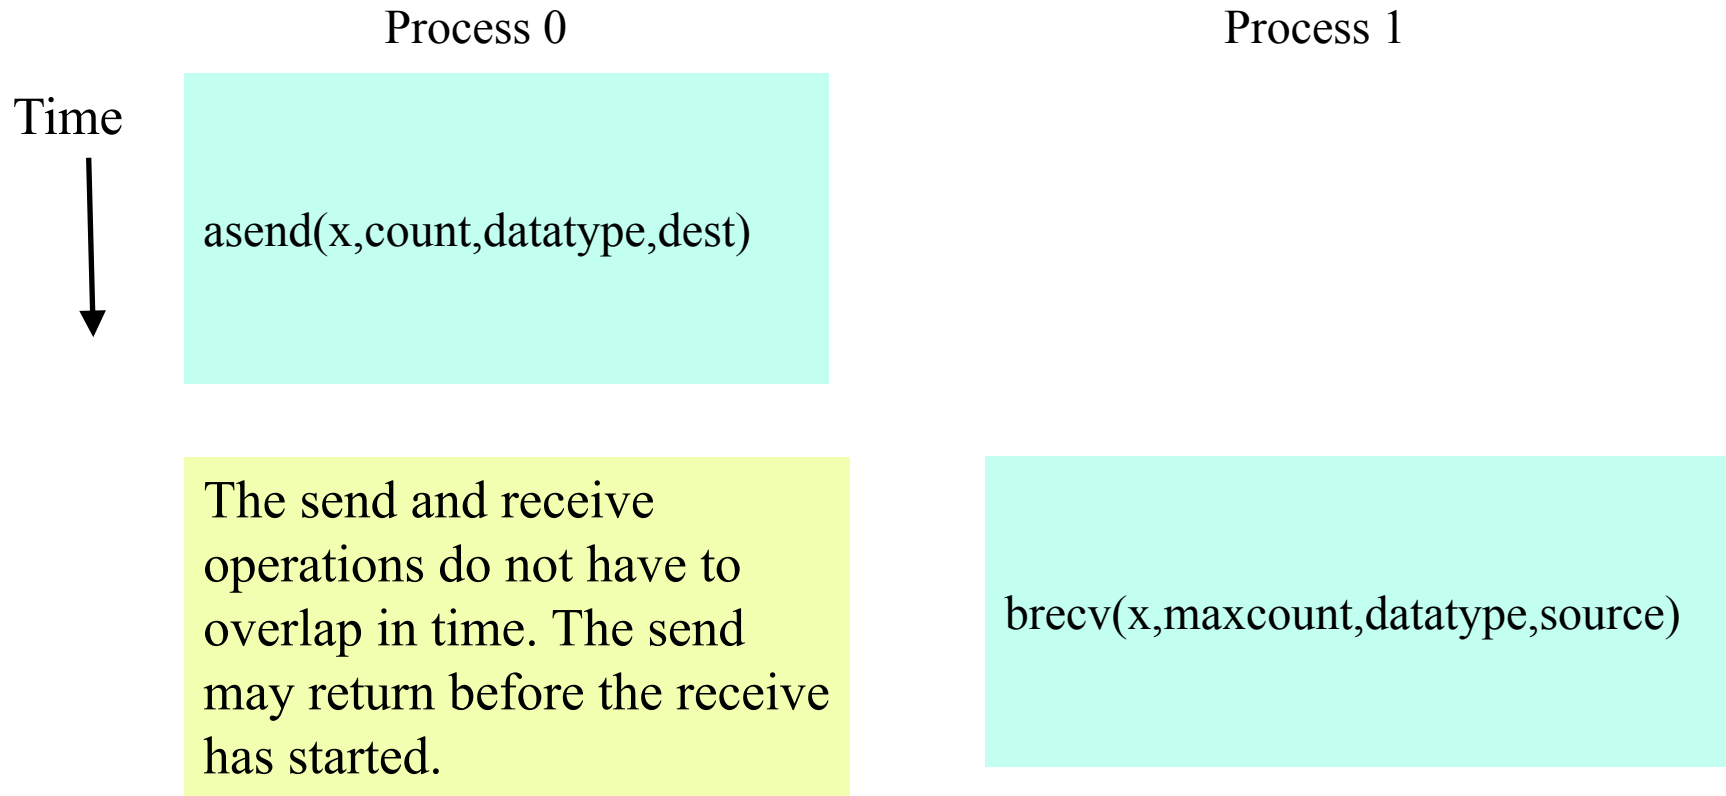 Process 0
Process 1
Time
asend(x,count,datatype,dest)
The send and receive
operations do not have to
overlap in time. The send
may return before the receive
has started.
brecv(x,maxcount,datatype,source)